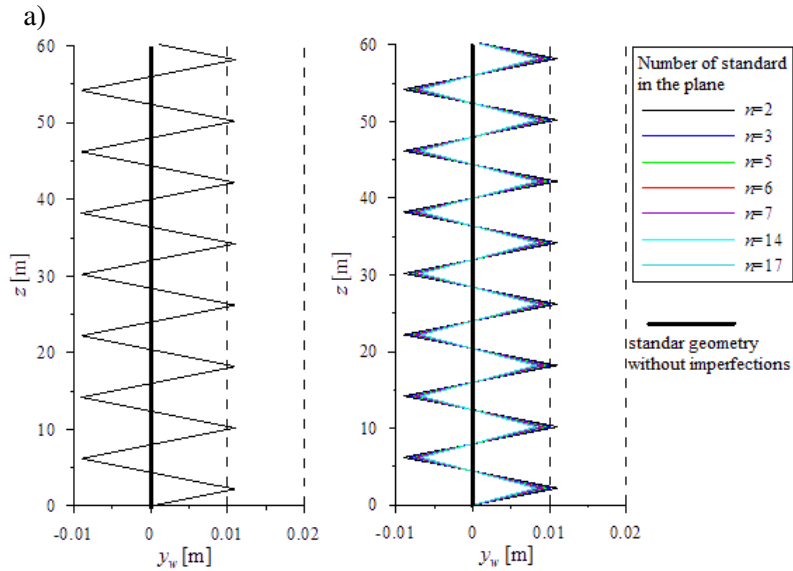 a)
60
50
40
30
20
10
0
z [m]
-0.01 0 0.01 0.02
y_w [m]
60
50
40
30
20
10
0
z [m]
-0.01 0 0.01 0.02
y_w [m]
Number of standard
in the plane
n=2
n=3
n=5
n=6
n=7
n=14
n=17
standar geometry
without imperfections